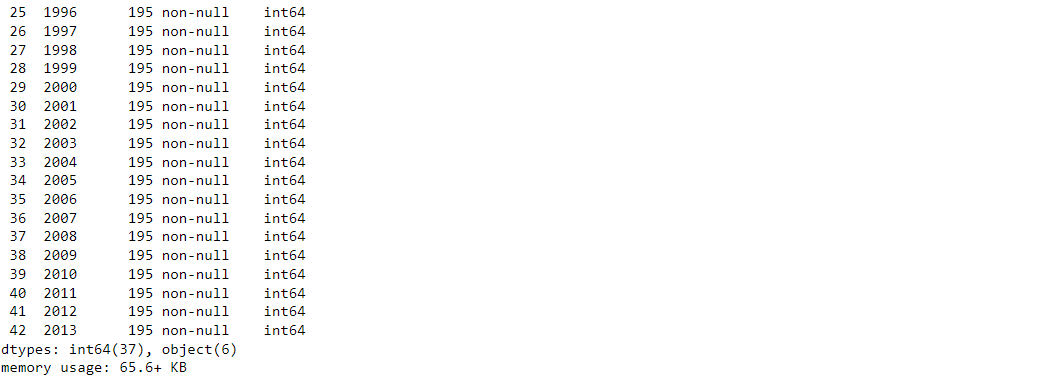 25 1996 195 non-null int64
26 1997 195 non-null int64
27 1998 195 non-null int64
28 1999 195 non-null int64
29 2000 195 non-null int64
30 2001 195 non-null int64
31 2002 195 non-null int64
32 2003 195 non-null int64
33 2004 195 non-null int64
34 2005 195 non-null int64
35 2006 195 non-null int64
36 2007 195 non-null int64
37 2008 195 non-null int64
38 2009 195 non-null int64
39 2010 195 non-null int64
40 2011 195 non-null int64
41 2012 195 non-null int64
42 2013 195 non-null int64
dtypes: int64(37), object(6)
memory usage: 65.6+ KB